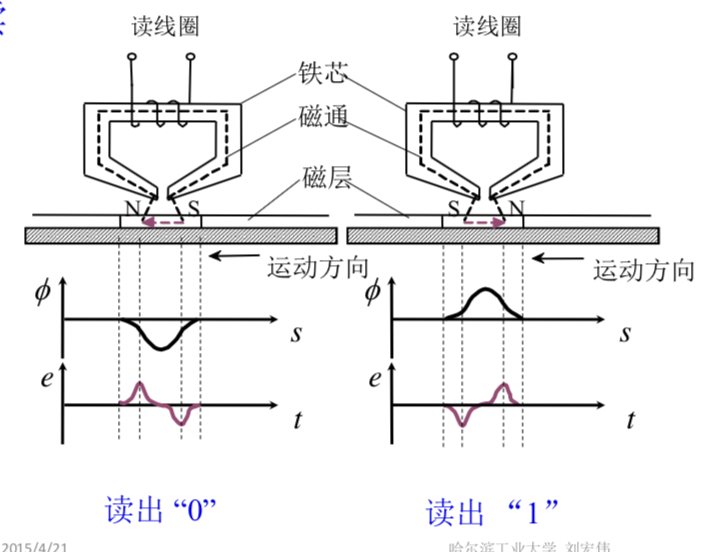 读线圈 读线圈
铁芯
磁通
磁层
N S S N
运动方向 运动方向
ϕ s ϕ s
e t e t
读出“0” 读出 “1”
2015/4/21 哈尔滨工业大学 刘宏伟